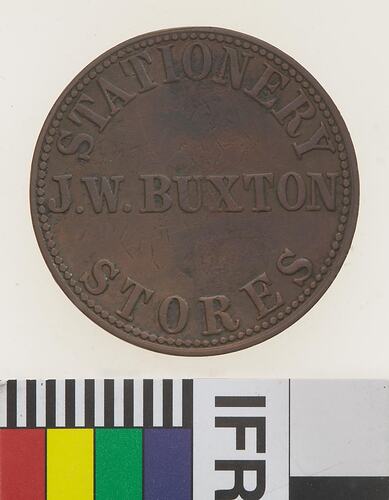 STATIONERY
J.W. BUXTON
STORES
IFR